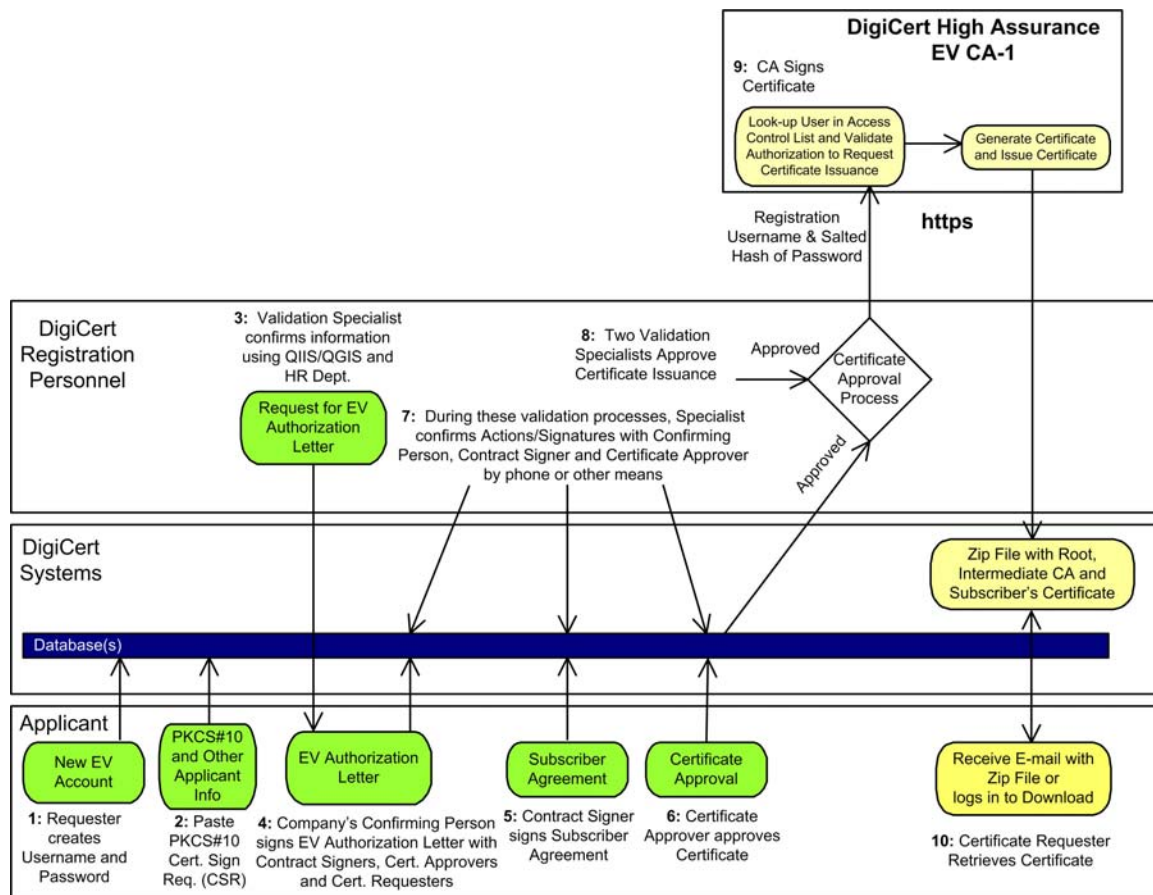 DigiCert High Assurance
EV CA-1
9: CA Signs
Certificate
Look-up User in Access
Control List and Validate
Authorization to Request
Certificate Issuance
Generate Certificate
and Issue Certificate
Registration
Username & Salted
Hash of Password
https
DigiCert
Registration
Personnel
3: Validation Specialist
confirms information
using QIIS/QGIS and
HR Dept.
Request for EV
Authorization
Letter
8: Two Validation
Specialists Approve
Certificate Issuance
Approved
Certificate
Approval
Process
7: During these validation processes, Specialist
confirms Actions/Signatures with Confirming
Person, Contract Signer and Certificate Approver
by phone or other means
Approved
DigiCert
Systems
Zip File with Root,
Intermediate CA and
Subscriber's Certificate
Database(s)
Applicant
New EV
Account
PKCS#10
and Other
Applicant
Info
EV Authorization
Letter
Subscriber
Agreement
Certificate
Approval
Receive E-mail with
Zip File or
logs in to Download
1: Requester
creates
Username and
Password
2: Paste
PKCS#10
Cert. Sign
Req. (CSR)
4: Company's Confirming Person
signs EV Authorization Letter with
Contract Signers, Cert. Approvers
and Cert. Requesters
5: Contract Signer
signs Subscriber
Agreement
6: Certificate
Approver approves
Certificate
10: Certificate Requester
Retrieves Certificate